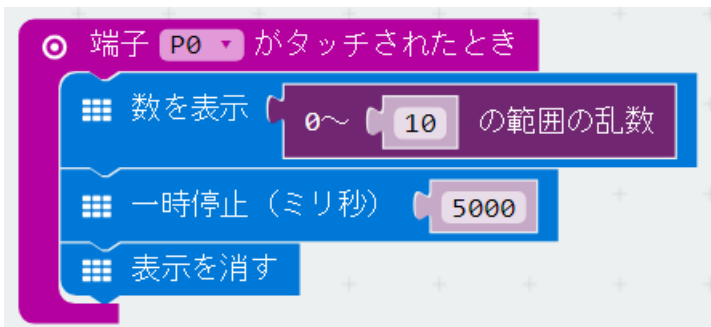 端子 P0 がタッチされたとき
数を表示 0～ 10 の範囲の乱数
一時停止（ミリ秒） 5000
表示を消す